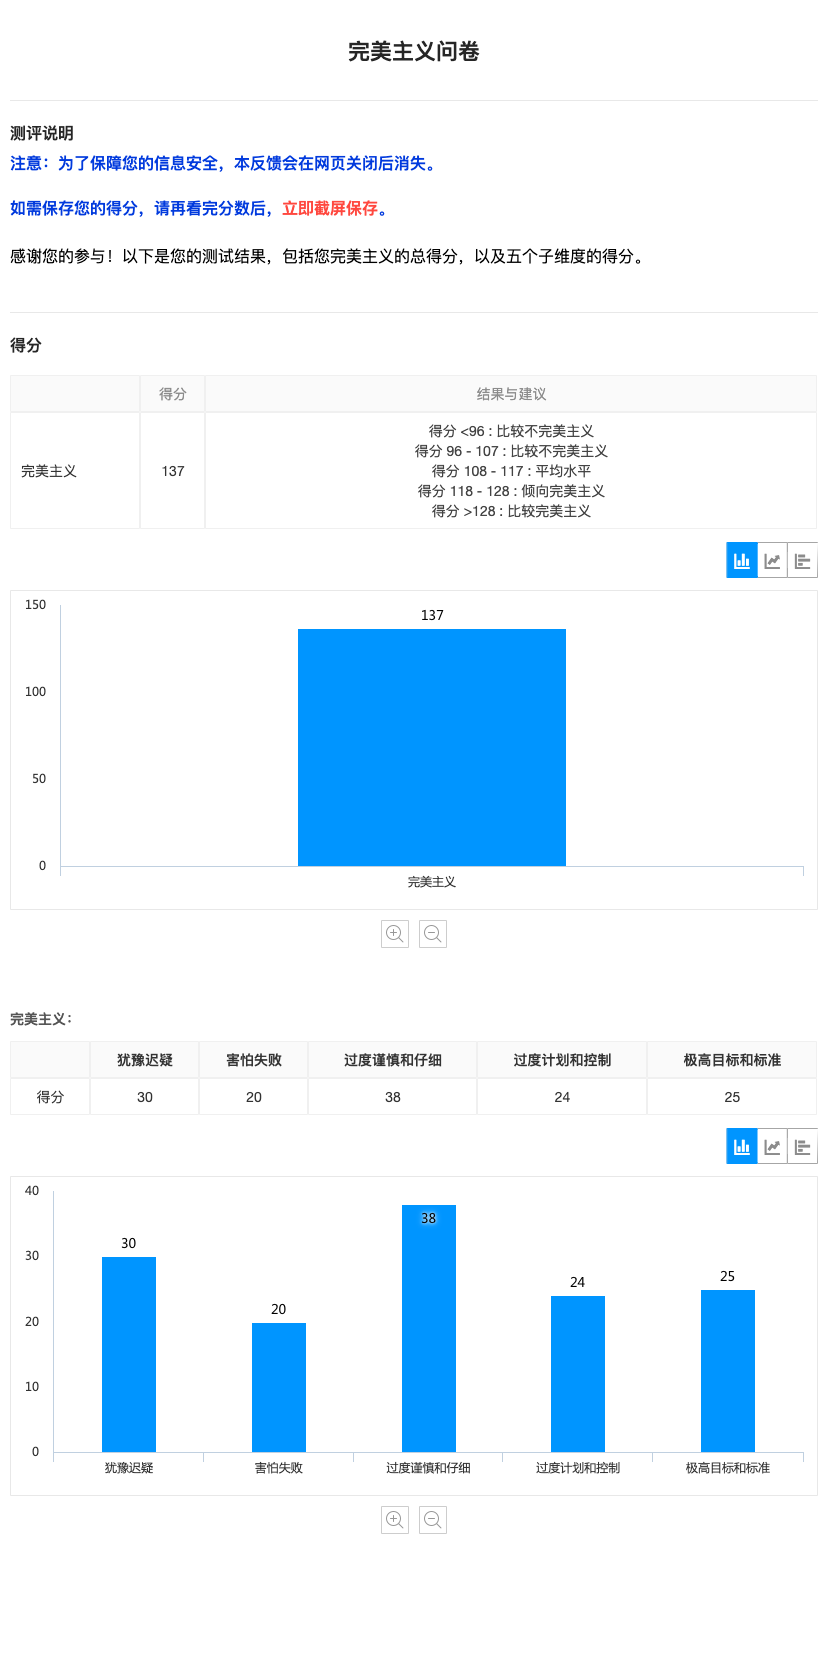 完美主义问卷
测评说明
注意：为了保障您的信息安全，本反馈会在网页关闭后消失。
如需保存您的得分，请再看完分数后，立即截屏保存。
感谢您的参与！以下是您的测试结果，包括您完美主义的总得分，以及五个子维度的得分。
得分
得分 结果与建议
完美主义 137
得分 <96 : 比较不完美主义
得分 96 - 107 : 比较不完美主义
得分 108 - 117 : 平均水平
得分 118 - 128 : 倾向完美主义
得分 >128 : 比较完美主义
150
137
100
50
0
完美主义
完美主义：
犹豫迟疑 害怕失败 过度谨慎和仔细 过度计划和控制 极高目标和标准
得分 30 20 38 24 25
40
30
20
10
0
30 20 38 24 25
犹豫迟疑 害怕失败 过度谨慎和仔细 过度计划和控制 极高目标和标准